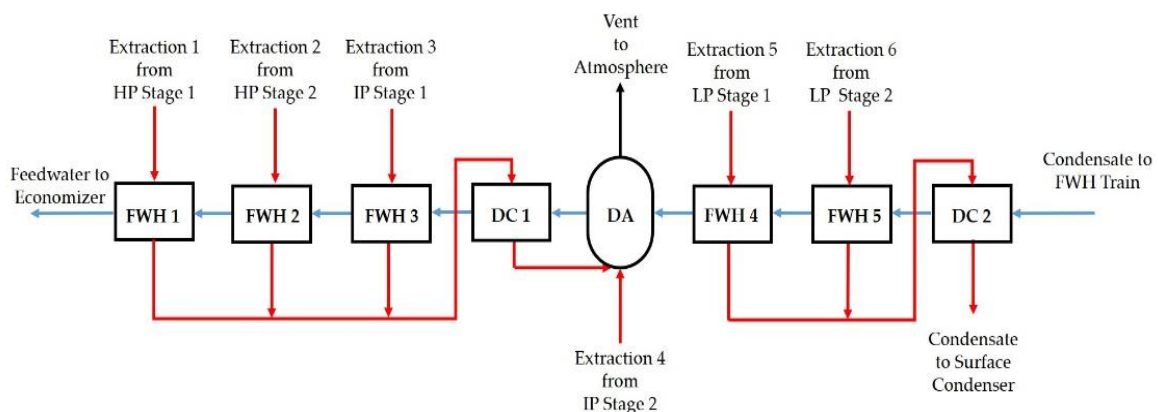 Extraction 1
from
HP Stage 1
Extraction 2
from
HP Stage 2
Extraction 3
from
IP Stage 1
Vent
to
Atmosphere
Extraction 5
from
LP Stage 1
Extraction 6
from
LP Stage 2
Feedwater to
Economizer
Condensate to
FWH Train
FWH 1
FWH 2
FWH 3
DC 1
DA
FWH 4
FWH 5
DC 2
Extraction 4
from
IP Stage 2
Condensate
to Surface
Condenser